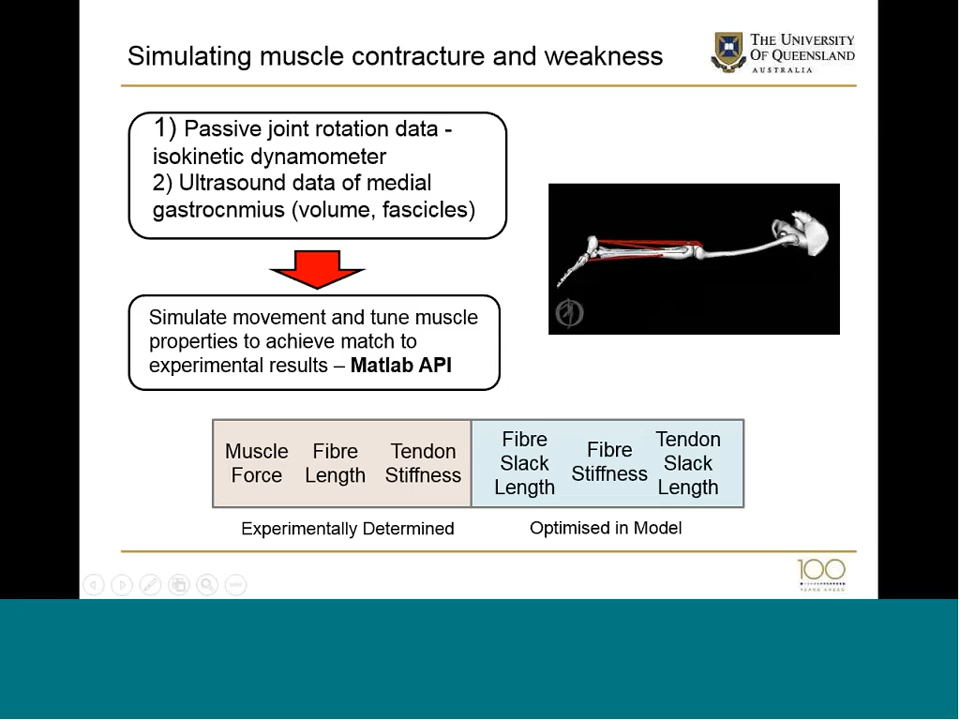 Simulating muscle contracture and weakness
THE UNIVERSITY
OF QUEENSLAND
AUSTRALIA
1) Passive joint rotation data -
isokinetic dynamometer
2) Ultrasound data of medial
gastrocnmius (volume, fascicles)
Simulate movement and tune muscle
properties to achieve match to
experimental results – Matlab API
Muscle
Force
Fibre
Length
Tendon
Stiffness
Fibre
Slack
Length
Fibre
Stiffness
Tendon
Slack
Length
Experimentally Determined
Optimised in Model
100